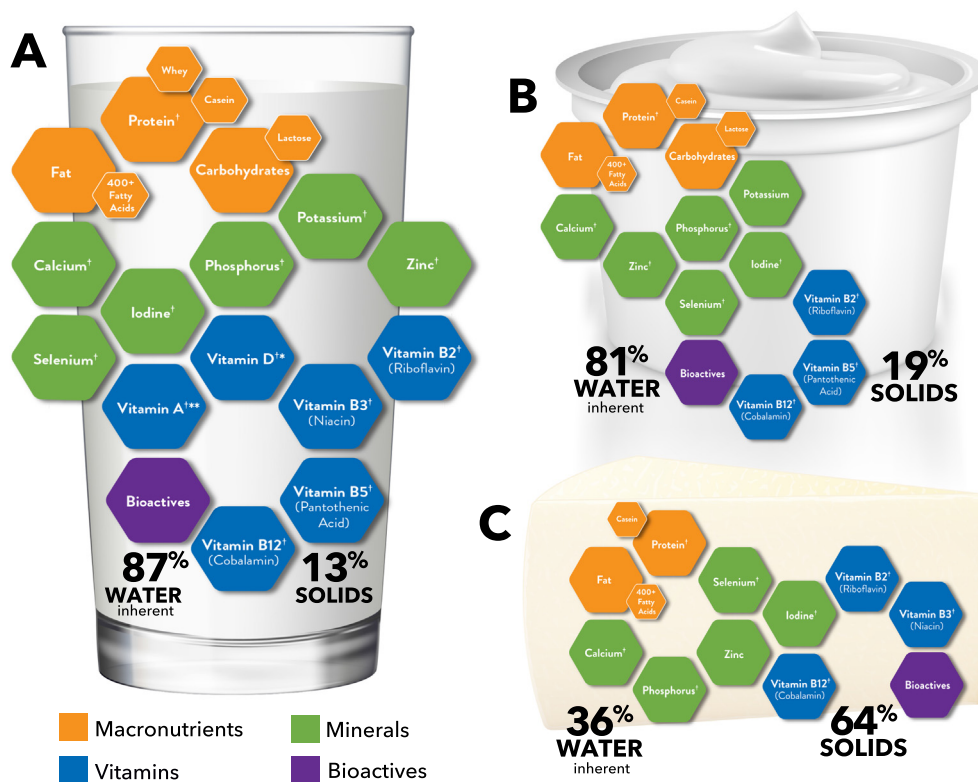 A
Whey
Casein
Protein†
Lactose
Fat
400+
Fatty
Acids
Carbohydrates
Potassium†
Calcium†
Phosphorus†
Zinc†
Iodine†
Selenium†
Vitamin D†*
Vitamin B2†
(Riboflavin)
Vitamin A†**
Vitamin B3†
(Niacin)
Bioactives
Vitamin B5†
(Pantothenic
Acid)
Vitamin B12†
(Cobalamin)
87%
WATER
inherent
13%
SOLIDS
B
Casein
Protein†
Lactose
Fat
400+
Fatty
Acids
Carbohydrates
Potassium
Calcium†
Phosphorus†
Zinc†
Iodine†
Selenium†
Vitamin B2†
(Riboflavin)
81%
WATER
inherent
Bioactives
Vitamin B5†
(Pantothenic
Acid)
19%
SOLIDS
Vitamin B12†
(Cobalamin)
C
Casein
Protein†
Fat
400+
Fatty
Acids
Selenium†
Vitamin B2†
(Riboflavin)
Iodine†
Vitamin B3†
(Niacin)
Calcium†
Zinc
Phosphorus†
Vitamin B12†
(Cobalamin)
Bioactives
36%
WATER
inherent
64%
SOLIDS
Macronutrients
Minerals
Vitamins
Bioactives